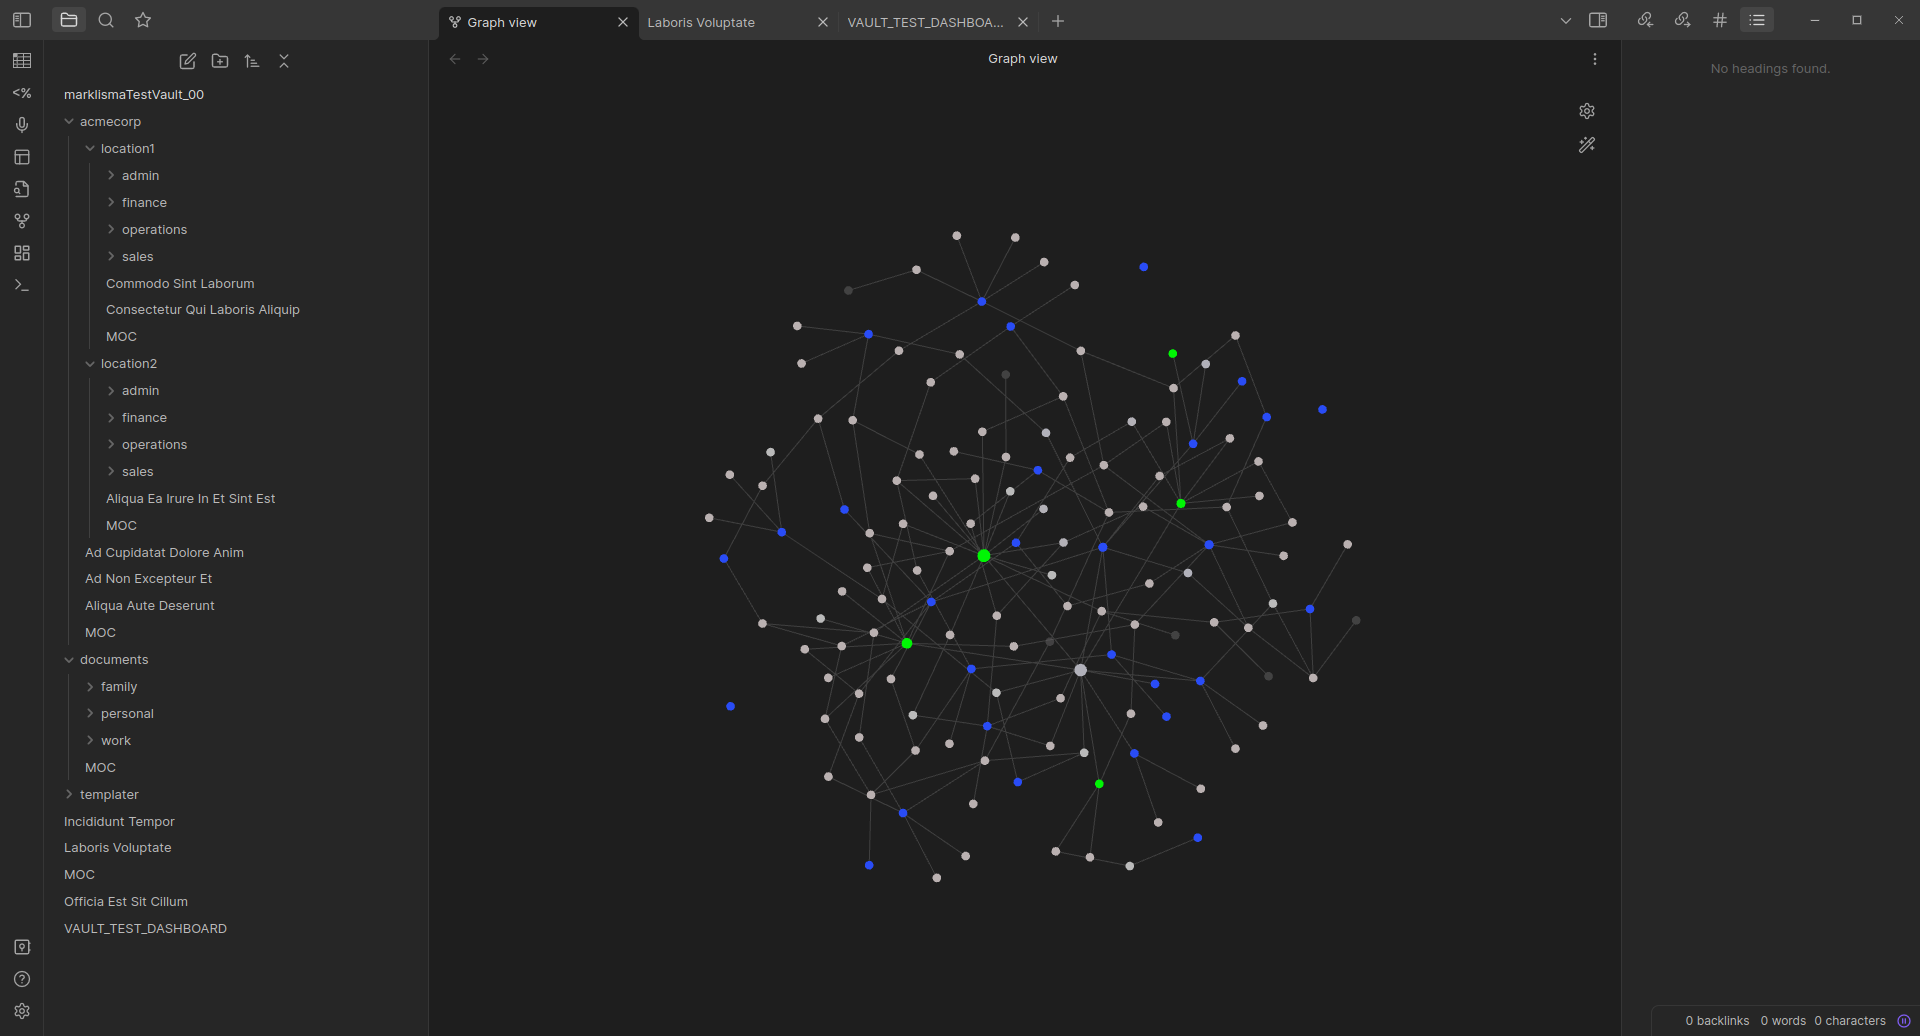 Graph view
Laboris Voluptate
VAULT_TEST_DASHBOA...
Graph view
No headings found.
marklismaTestVault_00
acmecorp
location1
admin
finance
operations
sales
Commodo Sint Laborum
Consectetur Qui Laboris Aliquip
MOC
location2
admin
finance
operations
sales
Aliqua Ea Irure In Et Sint Est
MOC
Ad Cupidatat Dolore Anim
Ad Non Excepteur Et
Aliqua Aute Deserunt
MOC
documents
family
personal
work
MOC
templater
Incididunt Tempor
Laboris Voluptate
MOC
Officia Est Sit Cillum
VAULT_TEST_DASHBOARD
0 backlinks 0 words 0 characters